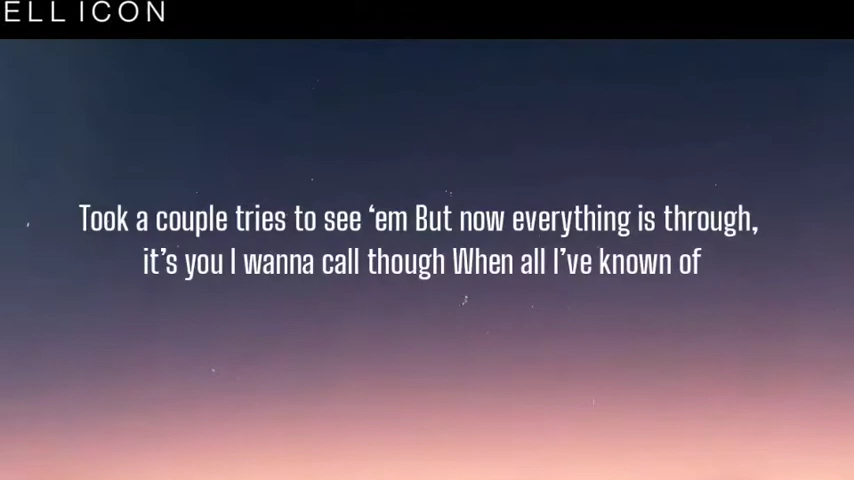 ELL ICON
Took a couple tries to see ‘em But now everything is through,
it’s you I wanna call though When all I’ve known of